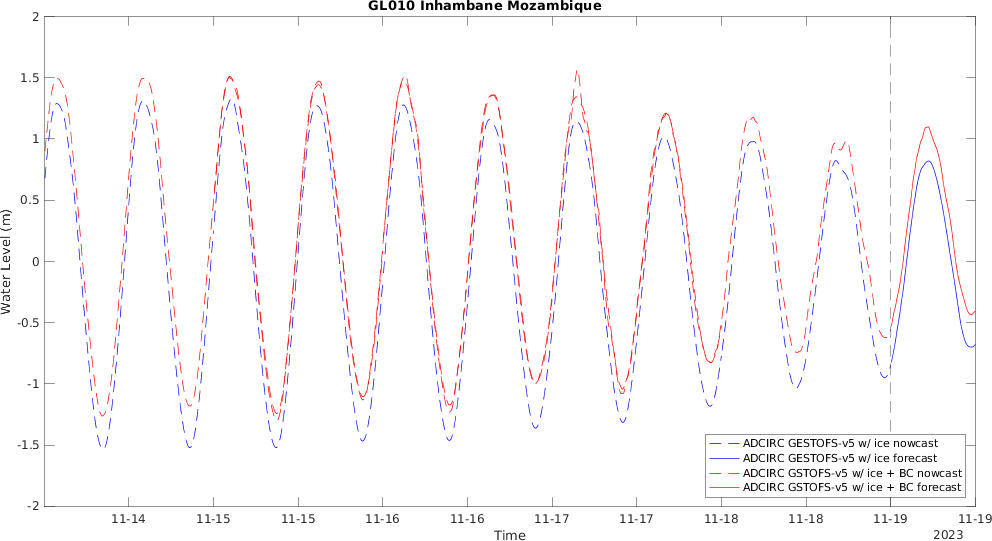 GL010 Inhambane Mozambique
Water Level (m)
2
1.5
1
0.5
0
-0.5
-1
-1.5
-2
ADCIRC GESTOFS-v5 w/ ice nowcast
ADCIRC GESTOFS-v5 w/ ice forecast
ADCIRC GSTOFS-v5 w/ ice + BC nowcast
ADCIRC GSTOFS-v5 w/ ice + BC forecast
11-14 11-15 11-15 11-16 11-16 11-17 11-17 11-18 11-18 11-19 11-19
Time
2023